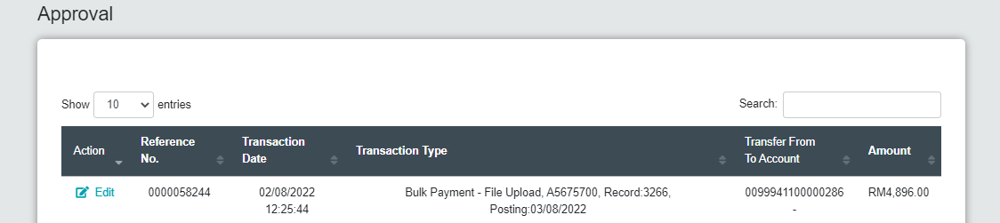 Approval
Show 10 entries Search:
Action Reference No. Transaction Date Transaction Type Transfer From To Account Amount
Edit 0000058244 02/08/2022 12:25:44 Bulk Payment - File Upload, A5675700, Record:3266, Posting:03/08/2022 0099941100000286 - RM4,896.00